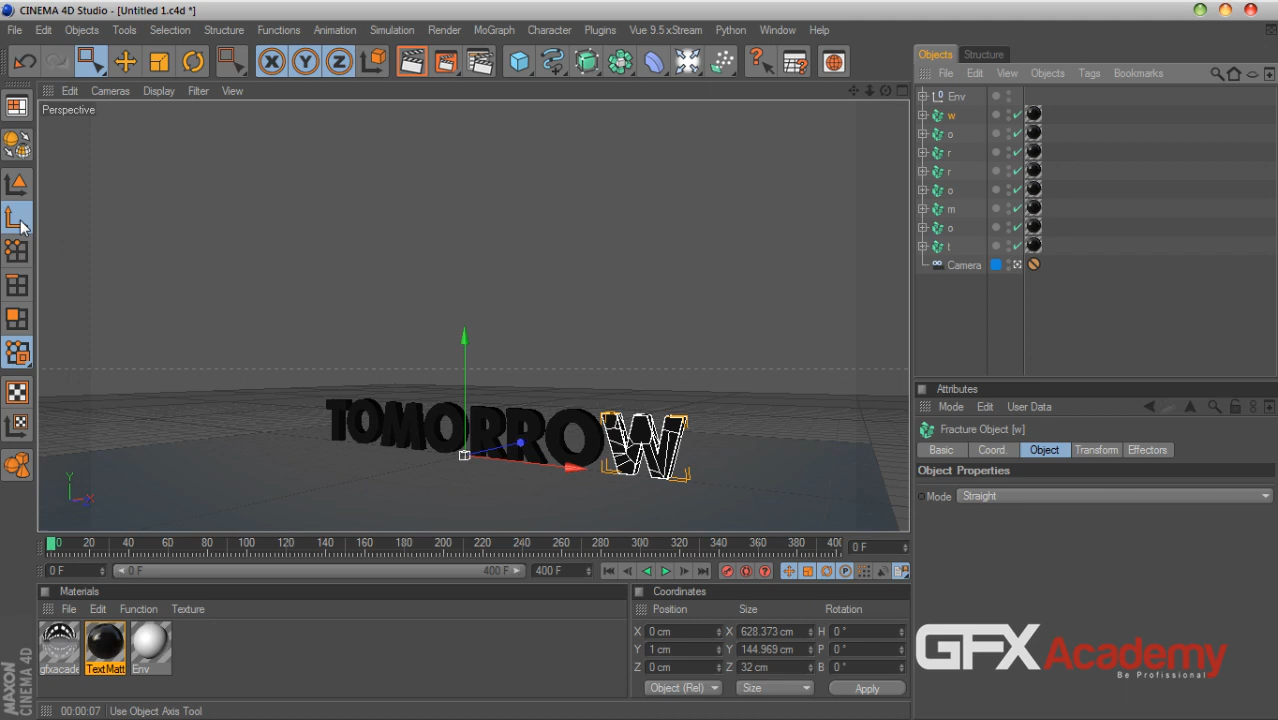 CINEMA 4D Studio - [Untitled 1.c4d *]
File Edit Objects Tools Selection Structure Functions Animation Simulation Render MoGraph Character Plugins Vue 9.5 xStream Python Window Help
Objects Structure
File Edit View Objects Tags Bookmarks
Edit Cameras Display Filter View
Perspective
Env
w
o
r
r
o
m
o
t
Camera
TOMORROW
Y
X
Attributes
Mode Edit User Data
Fracture Object [w]
Basic Coord. Object Transform Effectors
Object Properties
Mode Straight
0 20 40 60 80 100 120 140 160 180 200 220 240 260 280 300 320 340 360 380 40 0 F
0 F 0 F 400 F 400 F
Materials
File Edit Function Texture
gfxacade TextMatt Env
Coordinates
Position Size Rotation
X 0 cm X 628.373 cm H 0 °
Y 1 cm Y 144.969 cm P 0 °
Z 0 cm Z 32 cm B 0 °
Object (Rel) Size Apply
MAXON
CINEMA 4D
GFXAcademy
Be Profissional
00:00:07 Use Object Axis Tool